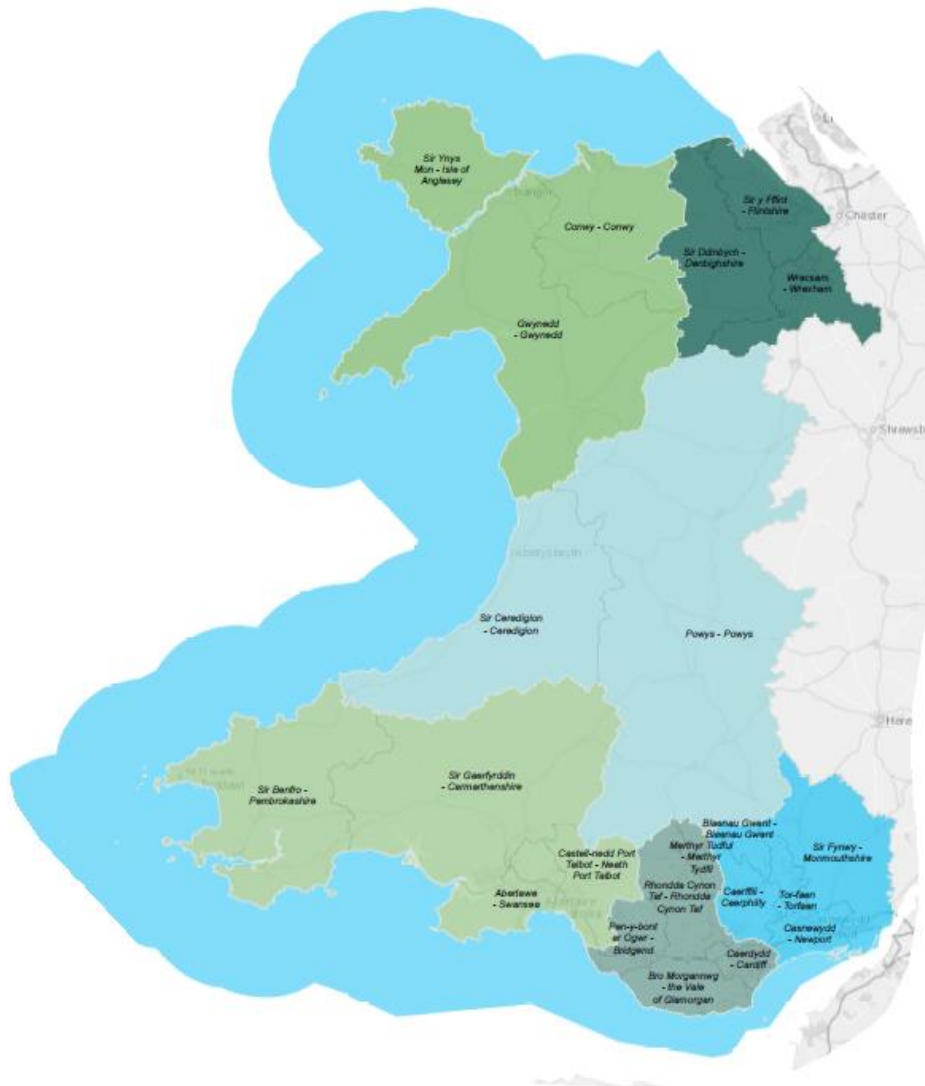 Sir Ynys
Mon - Isle of
Anglesey
Conwy - Conwy
Sir y Fflint
- Flintshire
Chester
Sir Ddinbych -
Denbighshire
Wrecsam
- Wrexham
Gwynedd
- Gwynedd
Shrewsb
Sir Ceredigion
- Ceredigion
Powys - Powys
Here
Sir Benfro -
Pembrokeshire
Sir Gaerfyrddin
- Carmarthenshire
Blaenau Gwent -
Blaenau Gwent
Merthyr Tudful
- Merthyr
Tydfil
Sir Fynwy -
Monmouthshire
Castell-nedd Port
Talbot - Neath
Port Talbot
Rhondda Cynon
Taf - Rhondda
Cynon Taf
Caerffili -
Caerphilly
Tor-faen
- Torfaen
Abertawe
- Swansea
Casnewydd
- Newport
Pen-y-bont
ar Ogwr -
Bridgend
Caerdydd
- Cardiff
Bro Morgannwg
- the Vale
of Glamorgan